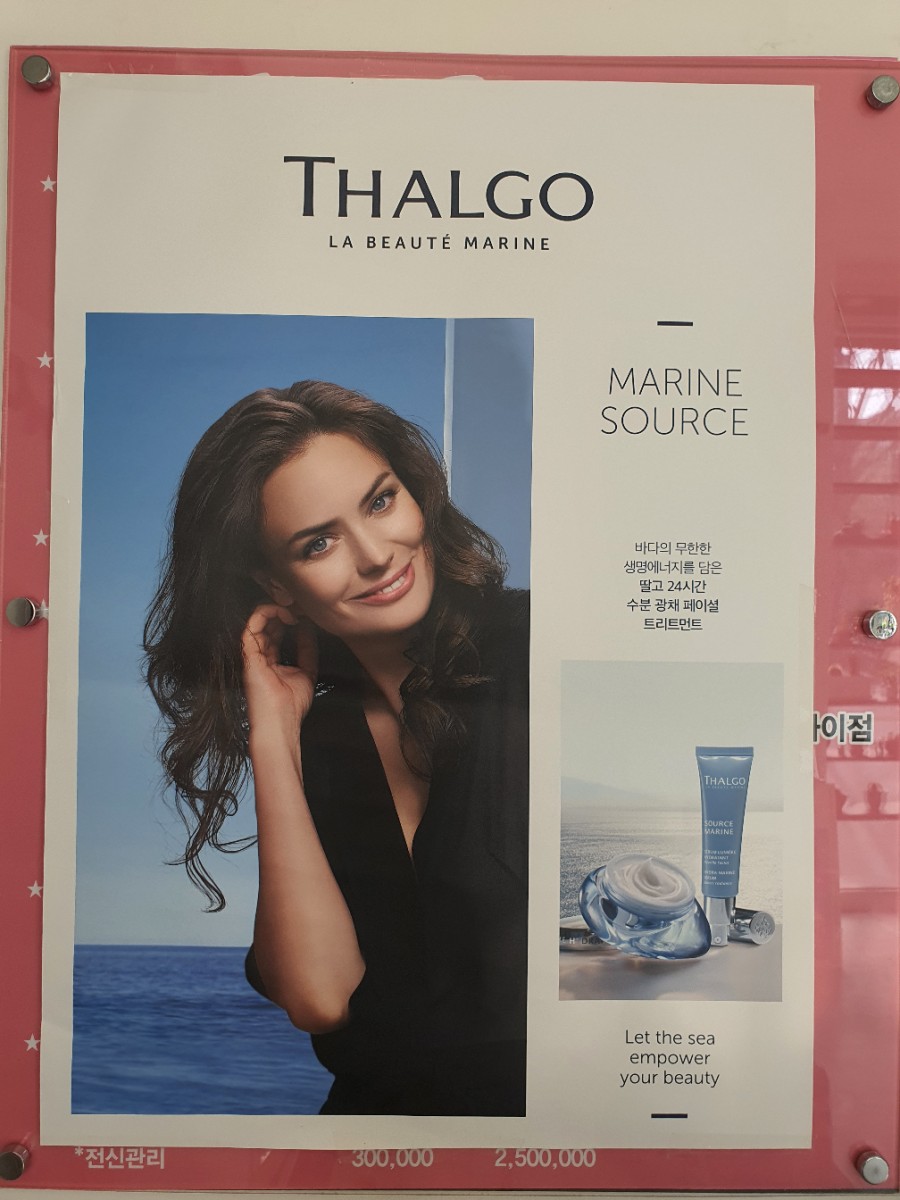 THALGO
LA BEAUTÉ MARINE
MARINE
SOURCE
바다의 무한한
생명에너지를 담은
딸고 24시간
수분 광채 페이셜
트리트먼트
이점
THALGO
SOURCE
MARINE
Let the sea
empower
your beauty
*전신관리 300,000 2,500,000